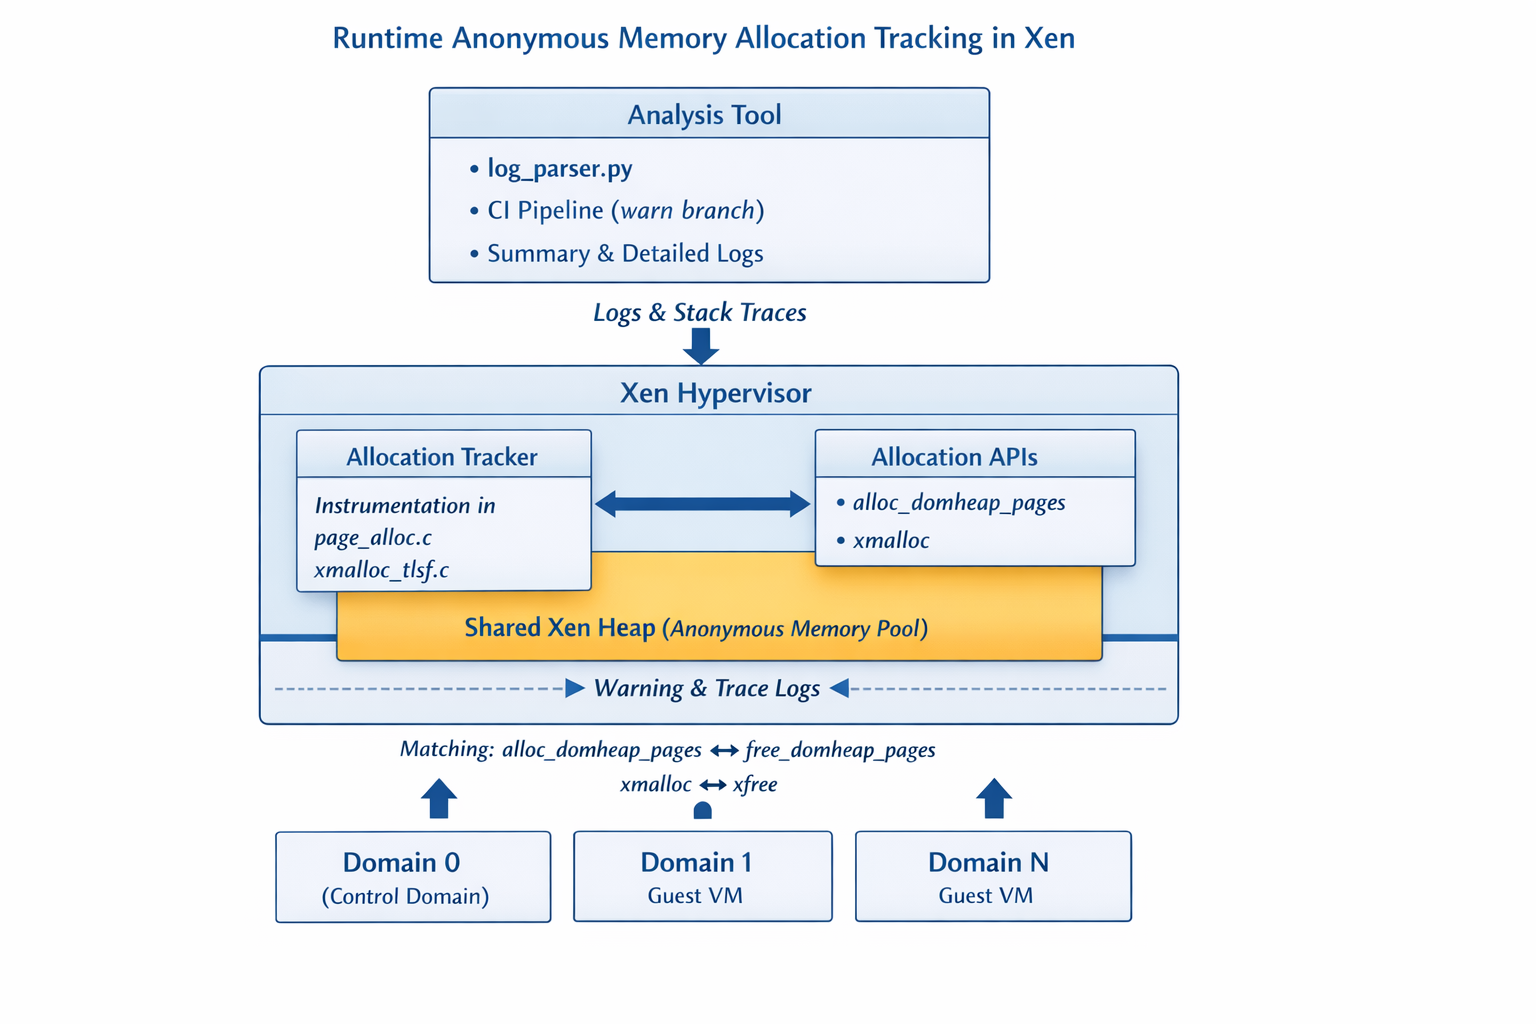 Runtime Anonymous Memory Allocation Tracking in Xen
Analysis Tool
• log_parser.py
• CI Pipeline (warn branch)
• Summary & Detailed Logs
Logs & Stack Traces
Xen Hypervisor
Allocation Tracker
Instrumentation in
page_alloc.c
xmalloc_tlsf.c
Allocation APIs
• alloc_domheap_pages
• xmalloc
Shared Xen Heap (Anonymous Memory Pool)
Warning & Trace Logs
Matching: alloc_domheap_pages ↔ free_domheap_pages
xmalloc ↔ xfree
Domain 0
(Control Domain)
Domain 1
Guest VM
Domain N
Guest VM